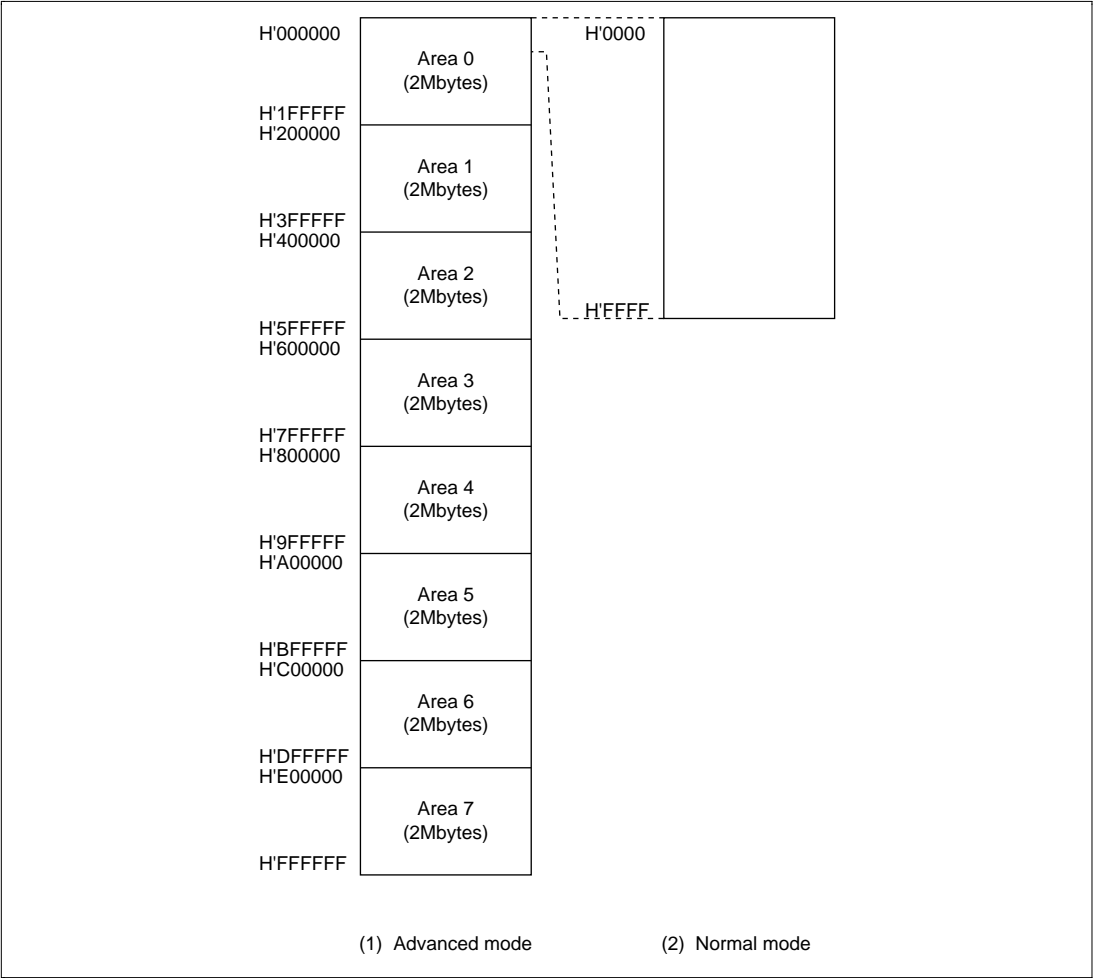 H'000000
Area 0
(2Mbytes)
H'1FFFFF
H'200000
Area 1
(2Mbytes)
H'3FFFFF
H'400000
Area 2
(2Mbytes)
H'5FFFFF
H'600000
Area 3
(2Mbytes)
H'7FFFFF
H'800000
Area 4
(2Mbytes)
H'9FFFFF
H'A00000
Area 5
(2Mbytes)
H'BFFFFF
H'C00000
Area 6
(2Mbytes)
H'DFFFFF
H'E00000
Area 7
(2Mbytes)
H'FFFFFF
(1) Advanced mode
H'0000
H'FFFF
(2) Normal mode